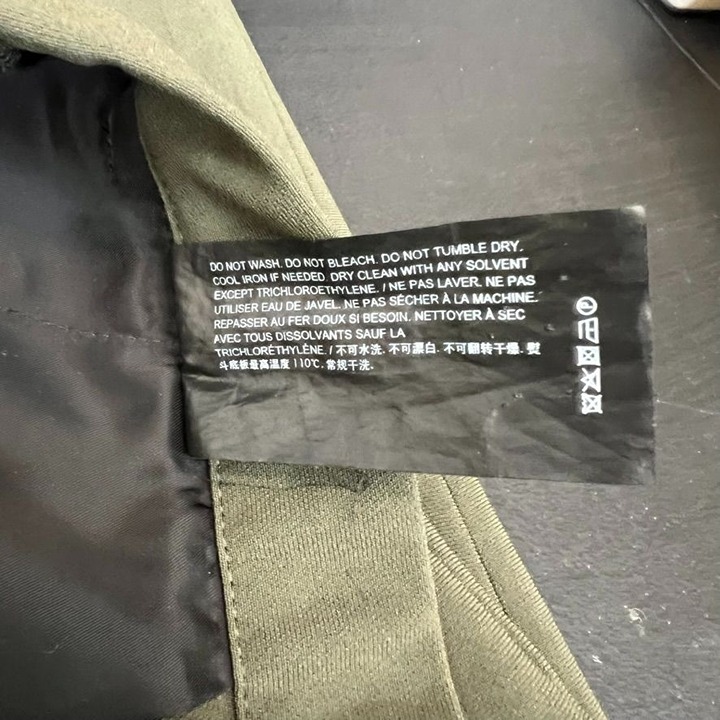 DO NOT WASH. DO NOT BLEACH. DO NOT TUMBLE DRY.
COOL IRON IF NEEDED. DRY CLEAN WITH ANY SOLVENT
EXCEPT TRICHLOROETHYLENE. / NE PAS LAVER. NE PAS
UTILISER EAU DE JAVEL. NE PAS SÉCHER À LA MACHINE.
REPASSER AU FER DOUX SI BESOIN. NETTOYER À SEC
AVEC TOUS DISSOLVANTS SAUF LA
TRICHLORÉTHYLÈNE. / 不可水洗. 不可漂白. 不可翻转干燥. 熨
斗底板最高温度 110℃. 常规干洗.